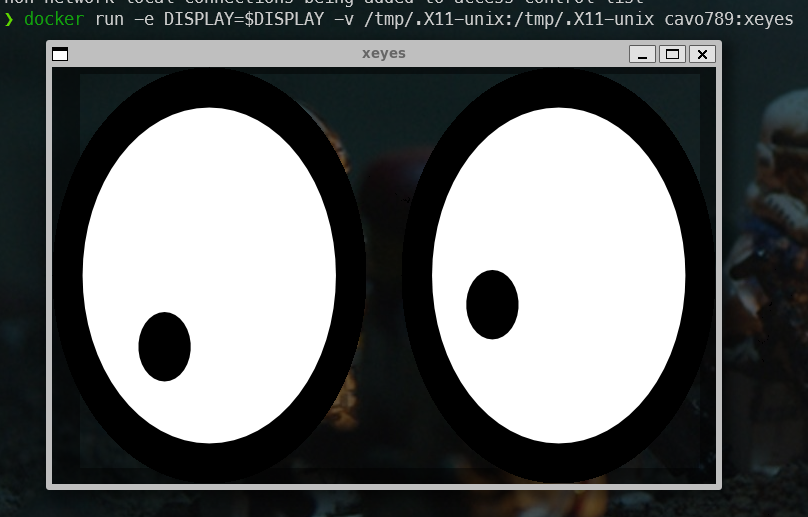 non-network local connections being added to access control list
❯ docker run -e DISPLAY=$DISPLAY -v /tmp/.X11-unix:/tmp/.X11-unix cavo789:xeyes
xeyes